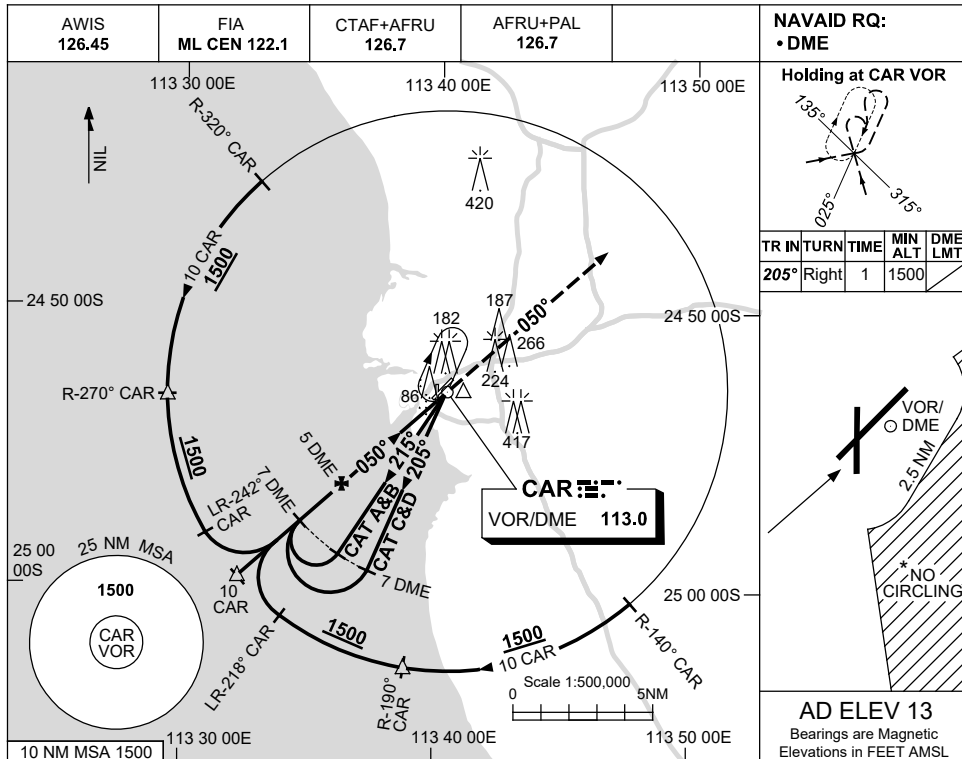 AWIS
126.45
FIA
ML CEN 122.1
CTAF+AFRU
126.7
AFRU+PAL
126.7
NAVAID RQ:
• DME
113 30 00E
113 40 00E
113 50 00E
NIL
R-320° CAR
10 CAR
1500
24 50 00S
24 50 00S
420
187
050°
182
266
224
86
417
R-270° CAR
1500
5 DME
050°
215°
205°
7 DME
CAT A&B
CAT C&D
LR-242°
CAR
CAR
VOR/DME 113.0
25 00
00S
25 NM MSA
1500
CAR
VOR
10
CAR
7 DME
25 00 00S
LR-218° CAR
1500
1500
10 CAR
R-140° CAR
R-190°
CAR
Scale 1:500,000
0 5NM
10 NM MSA 1500
113 30 00E
113 40 00E
113 50 00E
Holding at CAR VOR
135°
025°
315°
TR IN TURN TIME MIN ALT DME LMT
205° Right 1 1500
VOR/
DME
2.5 NM
*NO
CIRCLING
AD ELEV 13
Bearings are Magnetic
Elevations in FEET AMSL